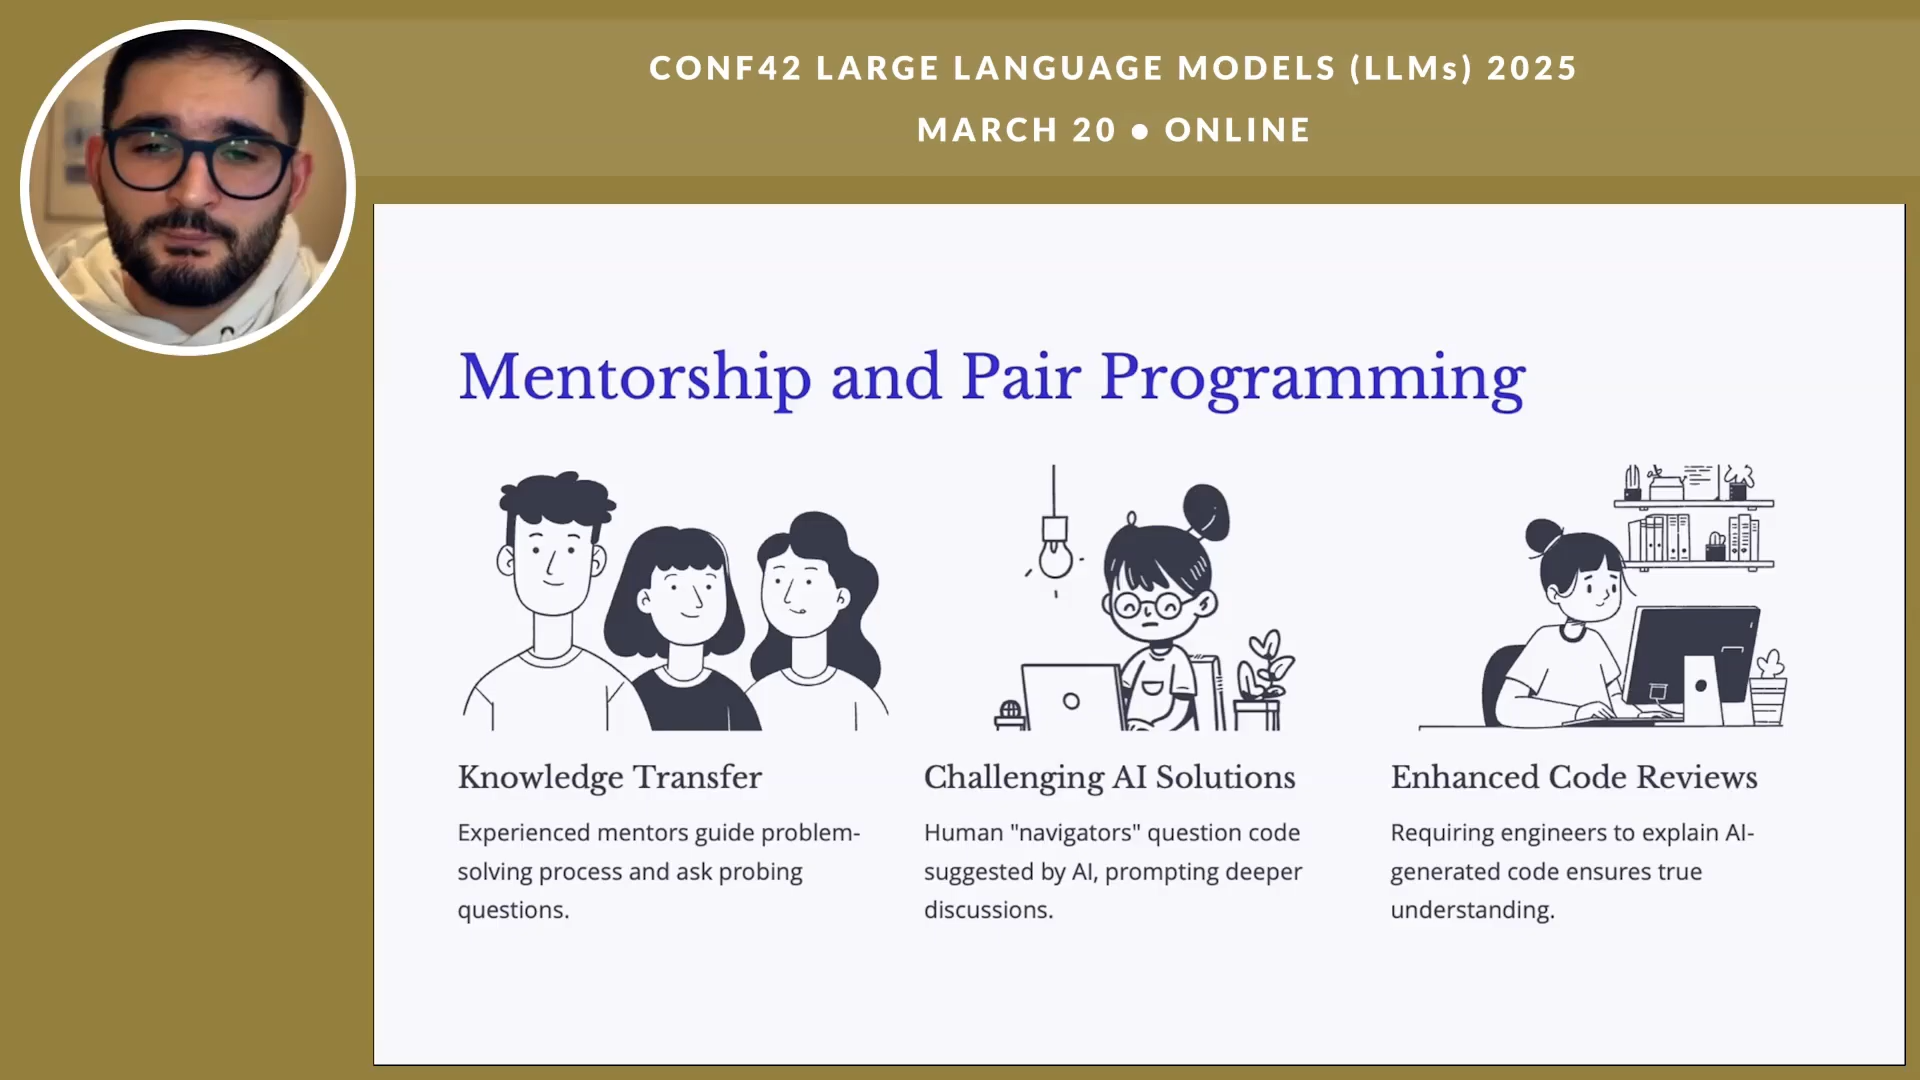 CONF42 LARGE LANGUAGE MODELS (LLMs) 2025
MARCH 20 ● ONLINE
Mentorship and Pair Programming
Knowledge Transfer
Experienced mentors guide problem-
solving process and ask probing
questions.
Challenging AI Solutions
Human "navigators" question code
suggested by AI, prompting deeper
discussions.
Enhanced Code Reviews
Requiring engineers to explain AI-
generated code ensures true
understanding.